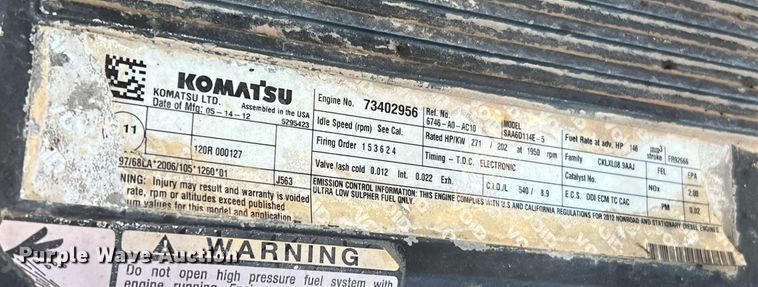 KOMATSU
KOMATSU LTD. Assembled in the USA
Date of Mfg: 05-14-12 5295423
11
120R 000127
97/68LA*2006/105*1260*01 J563
Engine No. 73402956
Idle Speed (rpm) See Cal.
Firing Order 1 5 3 6 2 4
Valve lash cold 0.012 Int. 0.022 Exh.
Ref. No 6746-A0-AC10
MODEL SAA6D114E-5
Rated HP/KW 271 / 202 at 1950 rpm
Timing - T.D.C. ELECTRONIC
C.I.D/L 540 / 8.9
Fuel Rate at adv. HP 146 mm3 stroke FR92666
Family CKLXL08.9AAJ FEL EPA
Catalyst No. NOx 2.00
E.C.S. DDI ECM TC CAC PM 0.02
EMISSION CONTROL INFORMATION: THIS ENGINE COMPLIES WITH U.S AND CALIFORNIA REGULATIONS FOR 2012 NONROAD AND STATIONARY DIESEL ENGINES
ULTRA LOW SULPHER FUEL ONLY.
NING: Injury may result and
rate, rpm or altitudes exceed published
um values for this model and application.
WARNING
Do not open high pressure fuel system with
engine running.
Purple Wave Auction